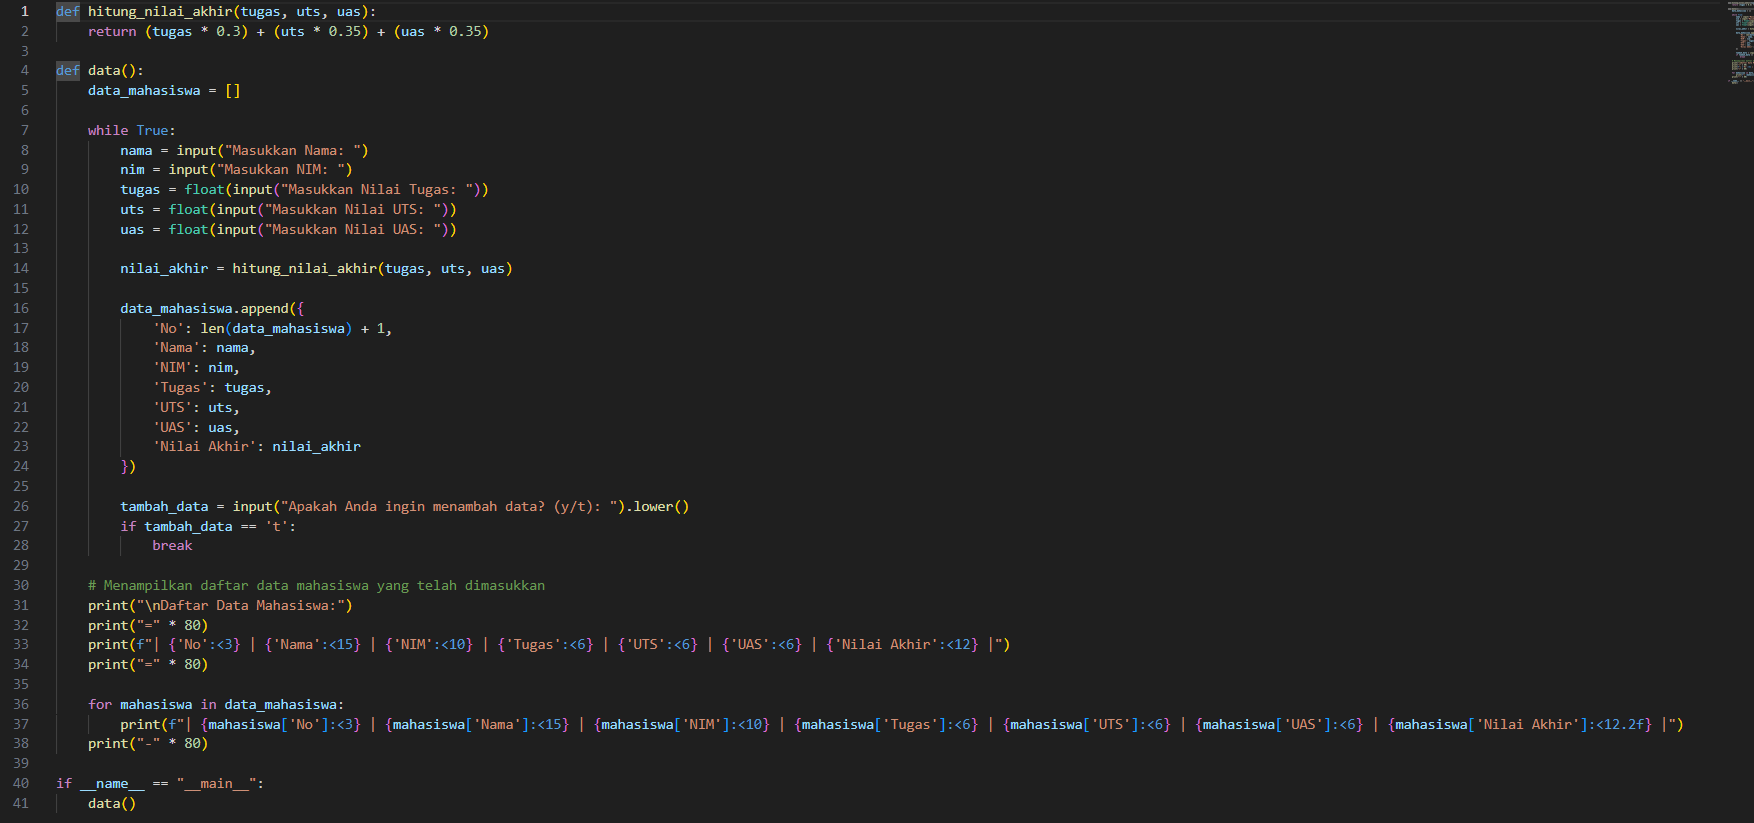 1 def hitung_nilai_akhir(tugas, uts, uas):
2     return (tugas * 0.3) + (uts * 0.35) + (uas * 0.35)
3
4 def data():
5     data_mahasiswa = []
6
7     while True:
8         nama = input("Masukkan Nama: ")
9         nim = input("Masukkan NIM: ")
10         tugas = float(input("Masukkan Nilai Tugas: "))
11         uts = float(input("Masukkan Nilai UTS: "))
12         uas = float(input("Masukkan Nilai UAS: "))
13
14         nilai_akhir = hitung_nilai_akhir(tugas, uts, uas)
15
16         data_mahasiswa.append({
17             'No': len(data_mahasiswa) + 1,
18             'Nama': nama,
19             'NIM': nim,
20             'Tugas': tugas,
21             'UTS': uts,
22             'UAS': uas,
23             'Nilai Akhir': nilai_akhir
24         })
25
26         tambah_data = input("Apakah Anda ingin menambah data? (y/t): ").lower()
27         if tambah_data == 't':
28             break
29
30     # Menampilkan daftar data mahasiswa yang telah dimasukkan
31     print("\nDaftar Data Mahasiswa:")
32     print("=" * 80)
33     print(f"| {'No':<3} | {'Nama':<15} | {'NIM':<10} | {'Tugas':<6} | {'UTS':<6} | {'UAS':<6} | {'Nilai Akhir':<12} |")
34     print("=" * 80)
35
36     for mahasiswa in data_mahasiswa:
37         print(f"| {mahasiswa['No']:<3} | {mahasiswa['Nama']:<15} | {mahasiswa['NIM']:<10} | {mahasiswa['Tugas']:<6} | {mahasiswa['UTS']:<6} | {mahasiswa['UAS']:<6} | {mahasiswa['Nilai Akhir']:<12.2f} |")
38     print("-" * 80)
39
40 if __name__ == "__main__":
41     data()